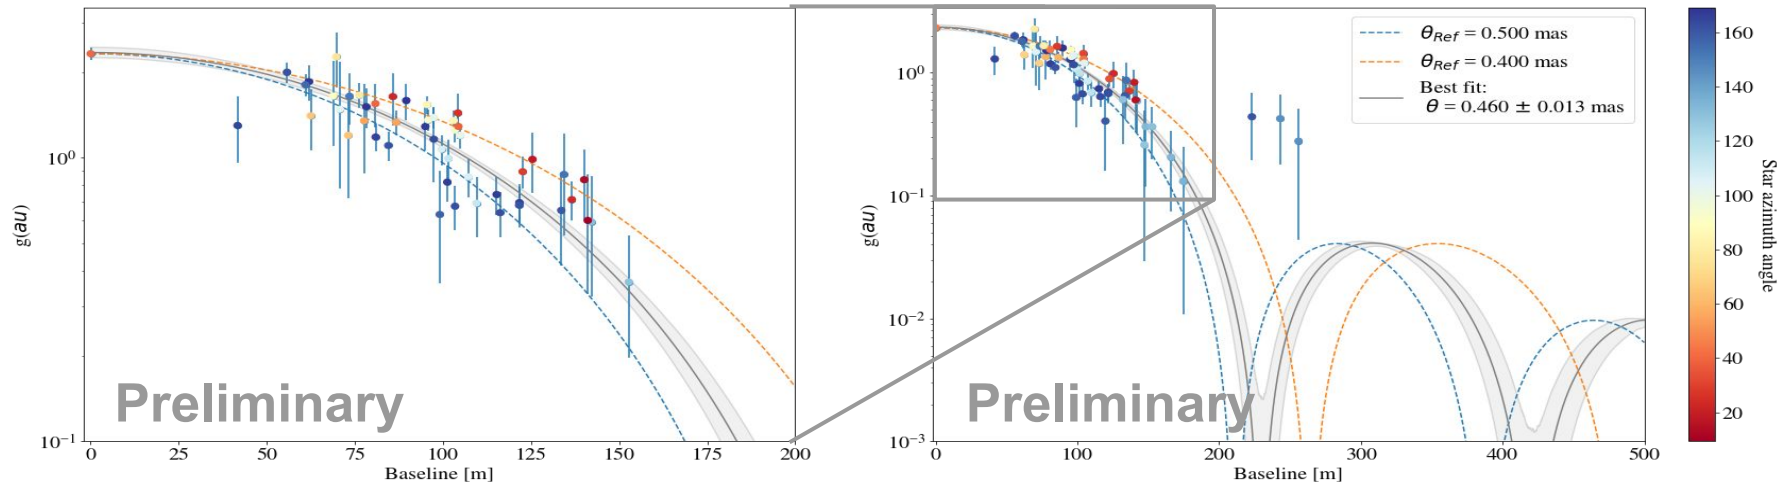 g(au)
10⁰
10⁻¹
0
25
50
75
100
125
150
175
200
Baseline [m]
Preliminary
g(au)
10⁰
10⁻¹
10⁻²
10⁻³
0
100
200
300
400
500
Baseline [m]
Preliminary
θRef = 0.500 mas
θRef = 0.400 mas
Best fit:
θ = 0.460 ± 0.013 mas
160
140
120
100
80
60
40
20
Star azimuth angle